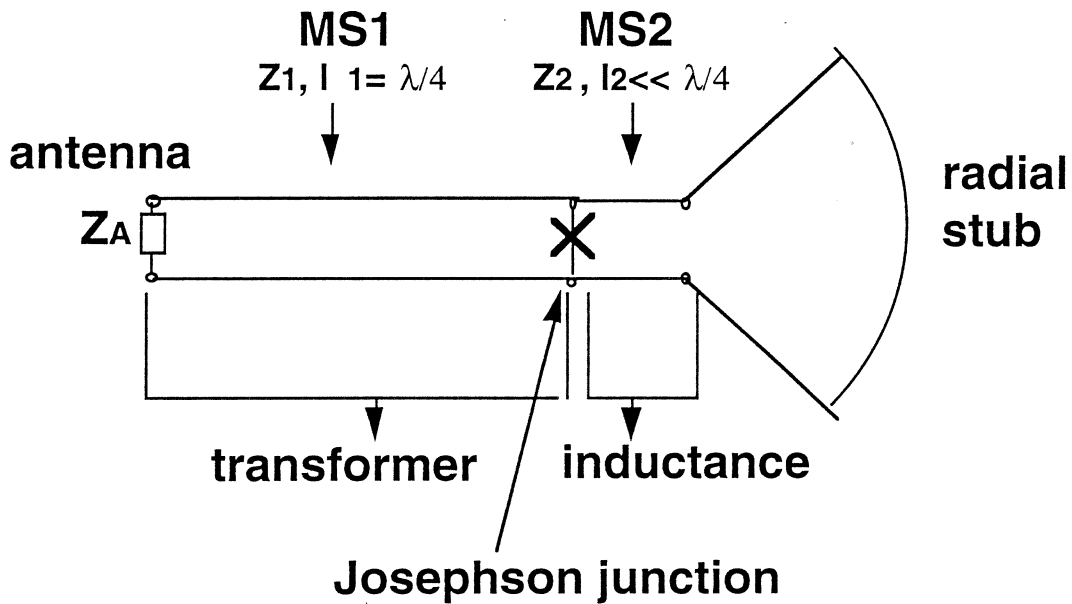 MS1
Z1, l 1= λ/4
MS2
Z2 , l2<< λ/4
antenna
ZA
radial
stub
transformer
inductance
Josephson junction